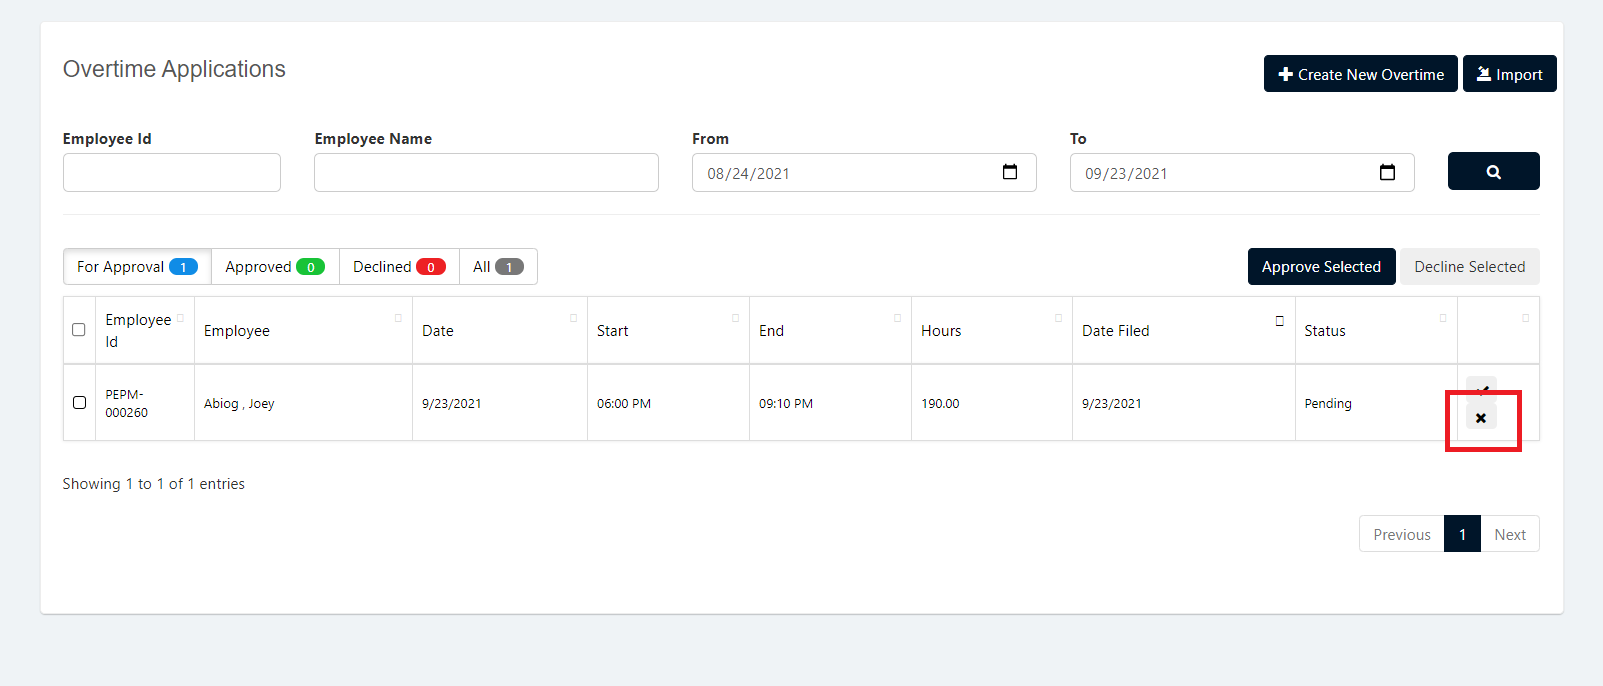 Overtime Applications
Create New Overtime
Import
Employee Id
Employee Name
From
To
08/24/2021
09/23/2021
For Approval 1
Approved 0
Declined 0
All 1
Approve Selected
Decline Selected
Employee
Id
Employee
Date
Start
End
Hours
Date Filed
Status
PEPM-
000260
Abiog , Joey
9/23/2021
06:00 PM
09:10 PM
190.00
9/23/2021
Pending
Showing 1 to 1 of 1 entries
Previous
1
Next